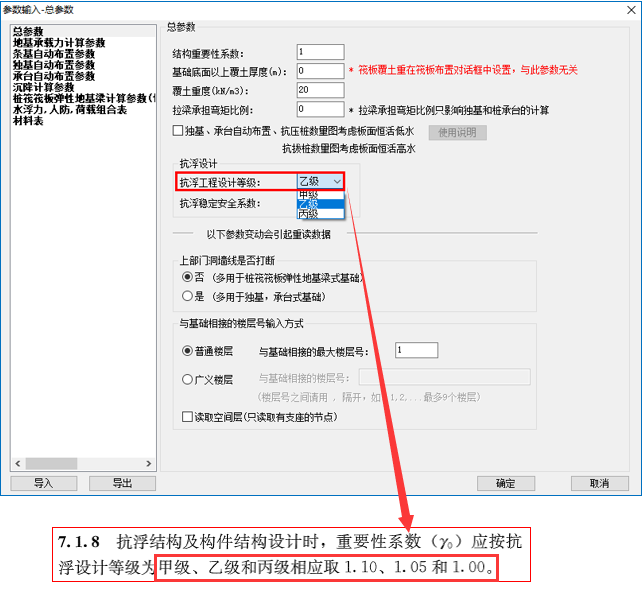 参数输入-总参数
总参数
地基承载力计算参数
条基自动布置参数
独基自动布置参数
承台自动布置参数
沉降计算参数
桩筏筏板弹性地基梁计算参数(
水浮力,人防,荷载组合表
材料表
导入
导出
总参数
结构重要性系数: 1
基础底面以上覆土厚度(m): 0 * 筏板覆土重在筏板布置对话框中设置,与此参数无关
覆土重度(kN/m3): 20
拉梁承担弯矩比例: 0 * 拉梁承担弯矩比例只影响独基和桩承台的计算
独基、承台自动布置、抗压桩数量图考虑板面恒活低水 使用说明
抗拔桩数量图考虑板面恒活高水
抗浮设计
抗浮工程设计等级: 乙级
甲级
抗浮稳定安全系数: 乙级
丙级
以下参数变动会引起重读数据
上部门洞墙线是否打断
否 (多用于桩筏筏板弹性地基梁式基础)
是 (多用于独基,承台式基础)
与基础相接的楼层号输入方式
普通楼层 与基础相接的最大楼层号: 1
广义楼层 与基础相接的楼层号:
(楼层号之间请用 , 隔开,如 1,2,...最多9个楼层)
读取空间层(只读取有支座的节点)
确定 取消
7.1.8 抗浮结构及构件结构设计时,重要性系数(γ₀)应按抗
浮设计等级为甲级、乙级和丙级相应取 1.10、1.05 和 1.00。